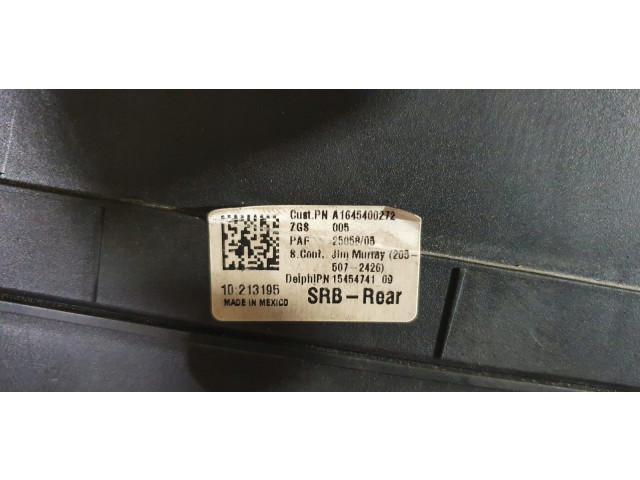 Cust.PN A1645400272
ZGS 005
PAF 25058/05
S.Cont. Jim Murray (205
507-2426)
DelphiPN 15454741 09
10:213195
MADE IN MEXICO
SRB-Rear